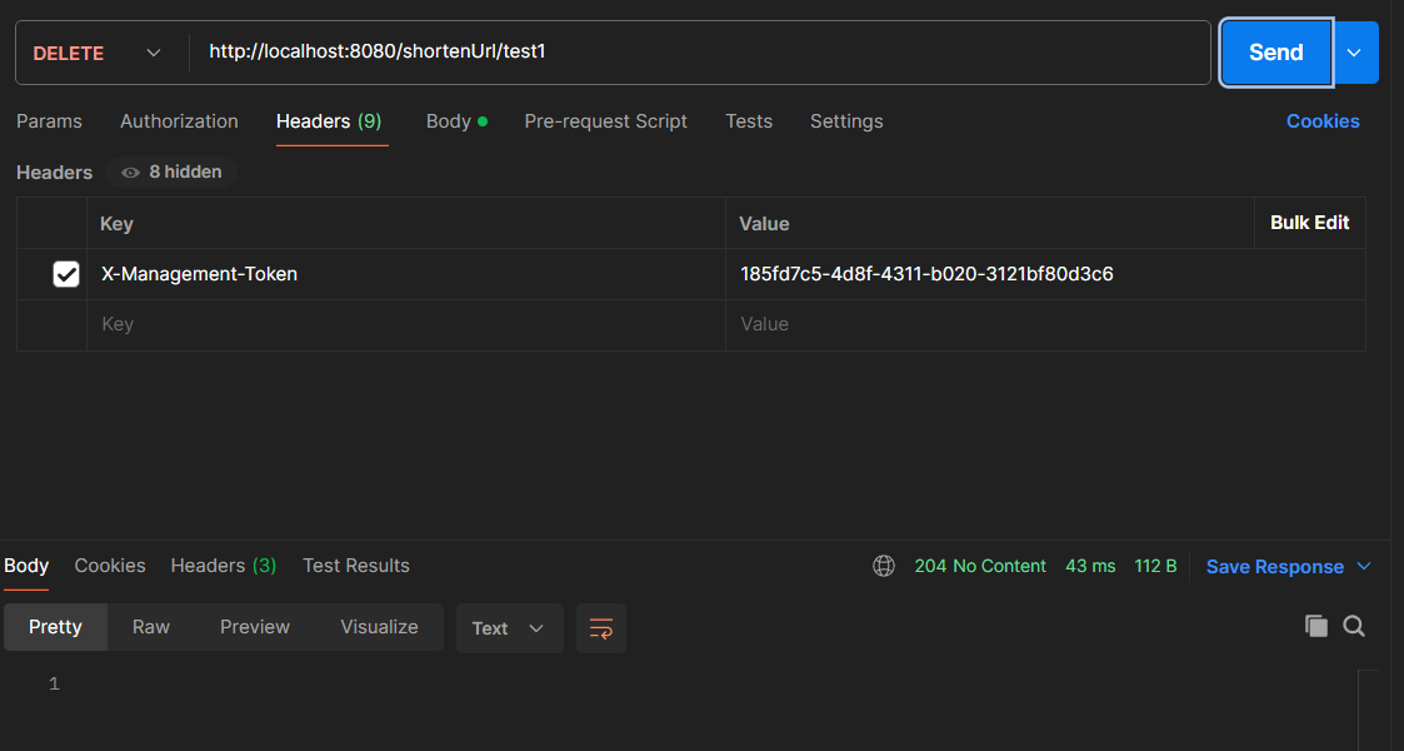 DELETE http://localhost:8080/shortenUrl/test1 Send
Params Authorization Headers (9) Body Pre-request Script Tests Settings Cookies
Headers 8 hidden
Key Value Bulk Edit
X-Management-Token 185fd7c5-4d8f-4311-b020-3121bf80d3c6
Key Value
Body Cookies Headers (3) Test Results 204 No Content 43 ms 112 B Save Response
Pretty Raw Preview Visualize Text
1